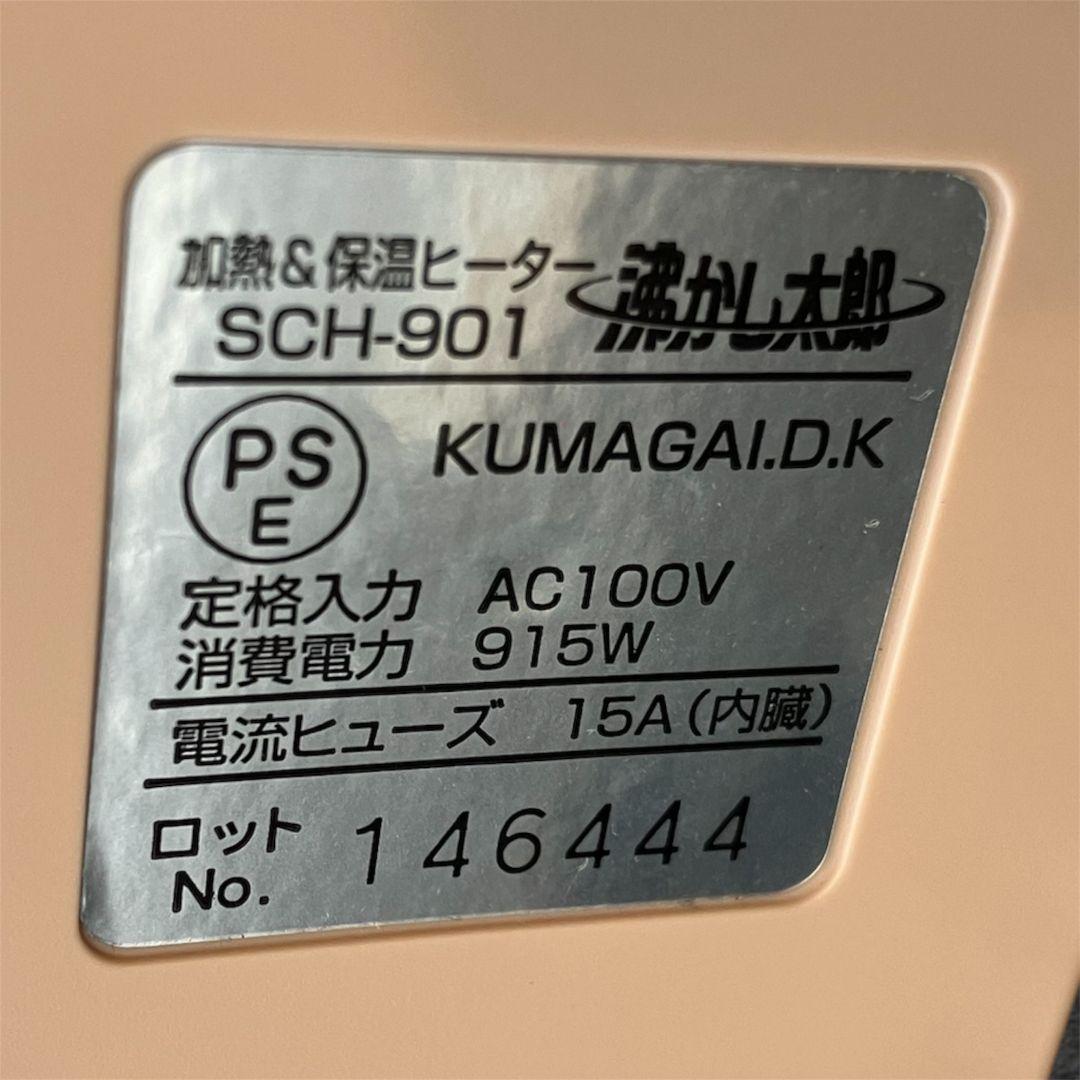 加熱&保温ヒーター 沸かし太郎
SCH-901
PS
E
KUMAGAI.D.K
定格入力 AC100V
消費電力 915W
電流ヒューズ 15A(内臓)
ロット
No. 146444